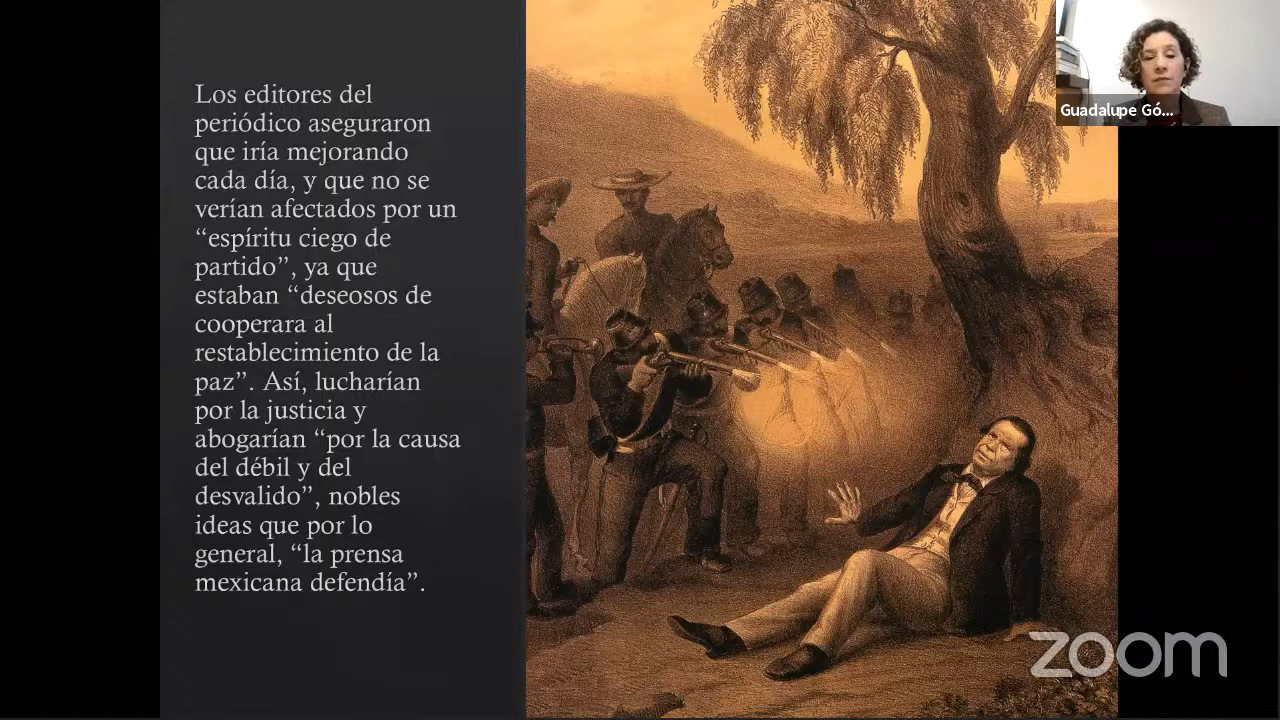 Los editores del
periódico aseguraron
que iría mejorando
cada día, y que no se
verían afectados por un
“espíritu ciego de
partido”, ya que
estaban “deseosos de
cooperara al
restablecimiento de la
paz”. Así, lucharían
por la justicia y
abogarían “por la causa
del débil y del
desvalido”, nobles
ideas que por lo
general, “la prensa
mexicana defendía”.
Guadalupe Gó...
zoom